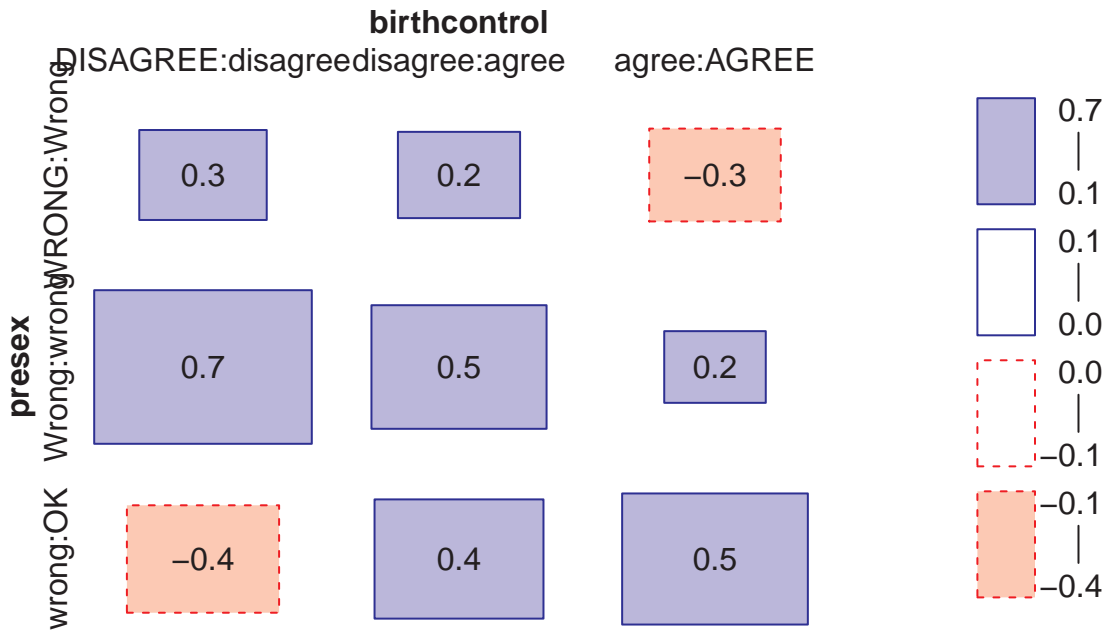 birthcontrol
DISAGREE:disagree disagree:agree agree:AGREE
presex
WRONG:Wrong
0.3 0.2 −0.3
Wrong:wrong
0.7 0.5 0.2
wrong:OK
−0.4 0.4 0.5
0.7
0.1
0.1
0.0
0.0
−0.1
−0.1
−0.4